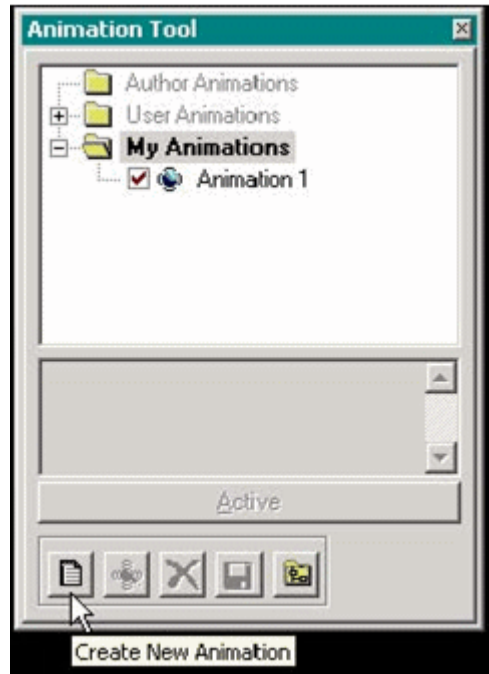 Animation Tool
Author Animations
User Animations
My Animations
Animation 1
Active
Create New Animation